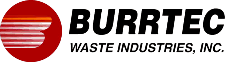 BURRTEC
WASTE INDUSTRIES, INC.